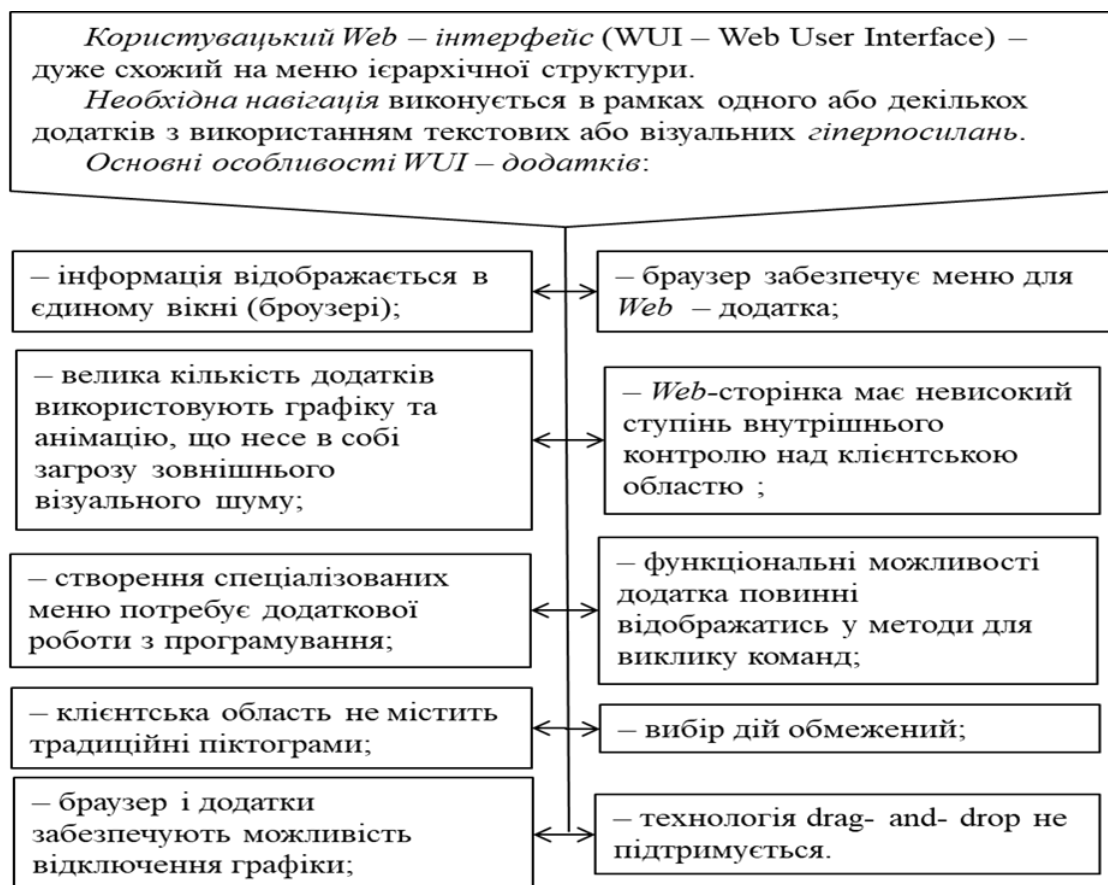 Користувацький Web – інтерфейс (WUI – Web User Interface) –
дуже схожий на меню ієрархічної структури.
Необхідна навігація виконується в рамках одного або декількох
додатків з використанням текстових або візуальних гіперпосилань.
Основні особливості WUI – додатків:
– інформація відображається в
єдиному вікні (броузері);
– браузер забезпечує меню для
Web – додатка;
– велика кількість додатків
використовують графіку та
анімацію, що несе в собі
загрозу зовнішнього
візуального шуму;
– Web-сторінка має невисокий
ступінь внутрішнього
контролю над клієнтською
областю ;
– створення спеціалізованих
меню потребує додаткової
роботи з програмування;
– функціональні можливості
додатка повинні
відображатись у методи для
виклику команд;
– клієнтська область не містить
традиційні піктограми;
– вибір дій обмежений;
– браузер і додатки
забезпечують можливість
відключення графіки;
– технологія drag- and- drop не
підтримується.